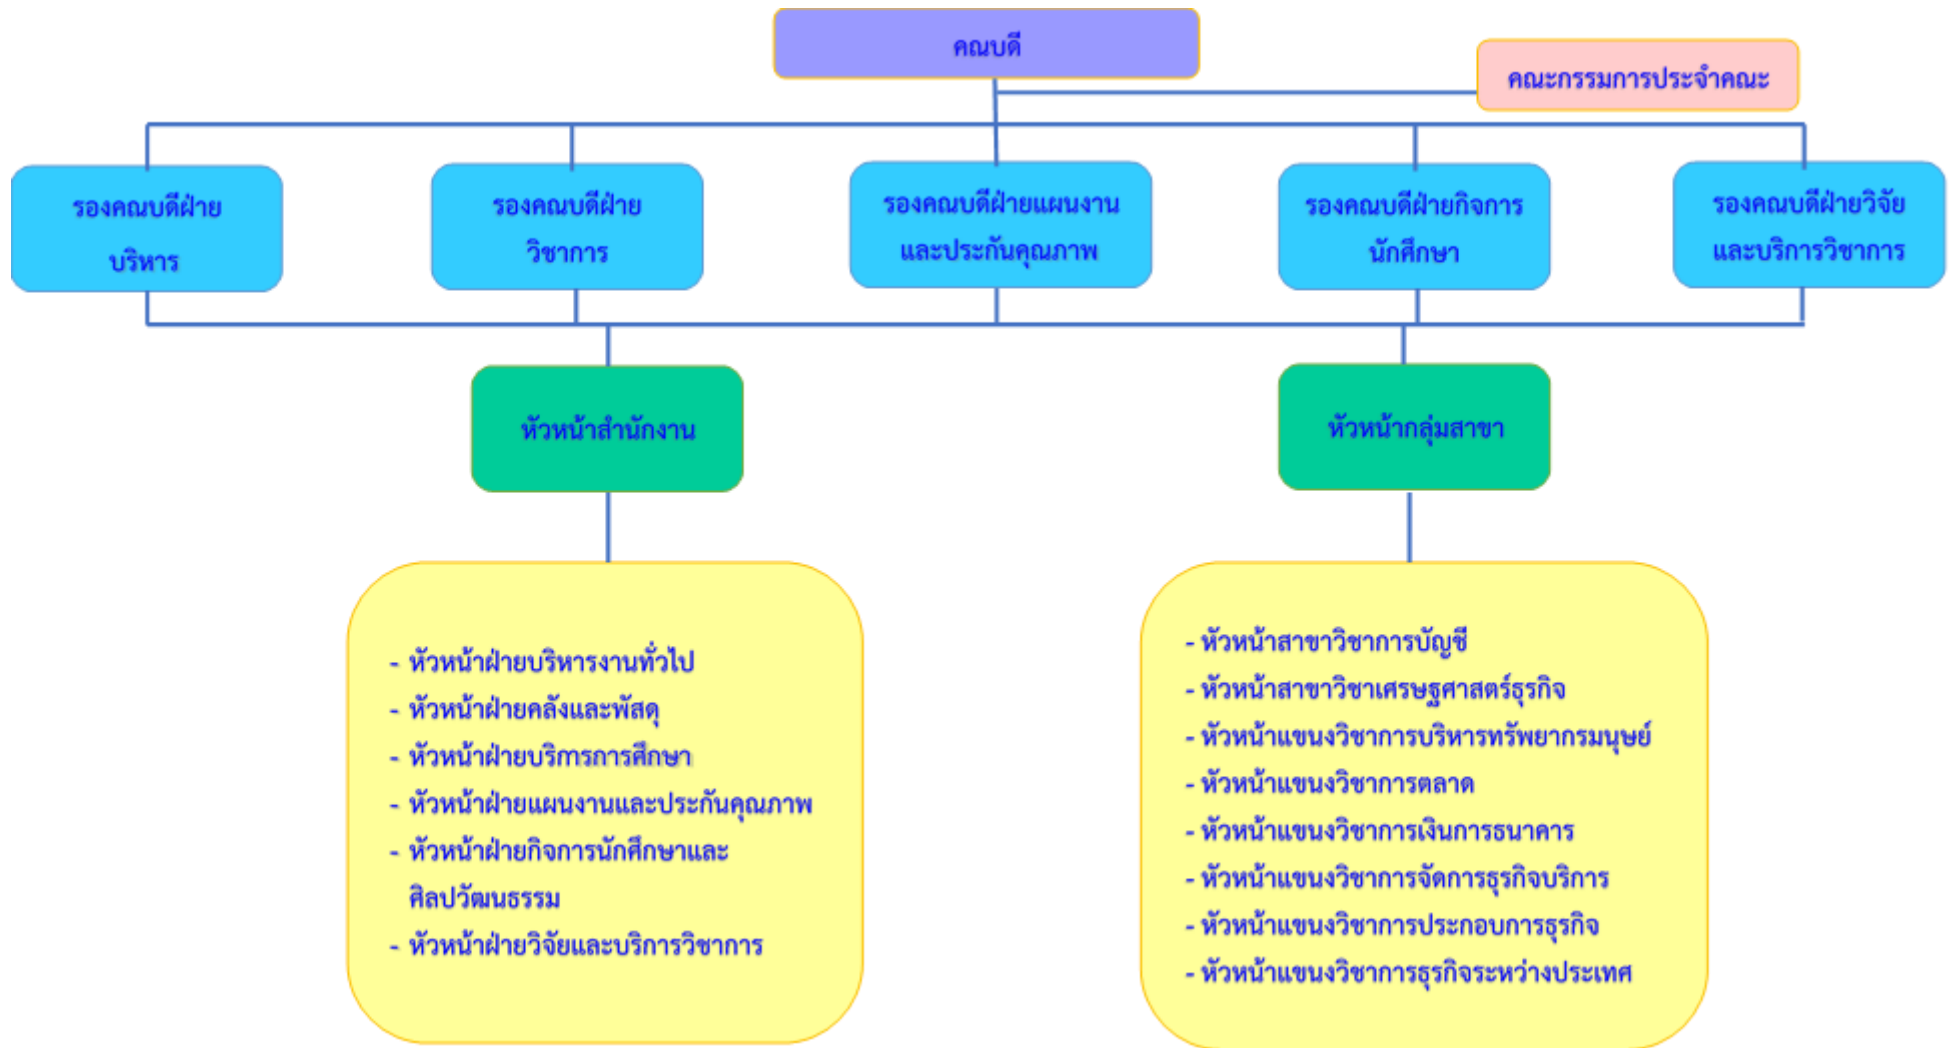 คณบดี
คณะกรรมการประจำคณะ
รองคณบดีฝ่าย
บริหาร
รองคณบดีฝ่าย
วิชาการ
รองคณบดีฝ่ายแผนงาน
และประกันคุณภาพ
รองคณบดีฝ่ายกิจการ
นักศึกษา
รองคณบดีฝ่ายวิจัย
และบริการวิชาการ
หัวหน้าสำนักงาน
หัวหน้ากลุ่มสาขา
- หัวหน้าฝ่ายบริหารงานทั่วไป
- หัวหน้าฝ่ายคลังและพัสดุ
- หัวหน้าฝ่ายบริการการศึกษา
- หัวหน้าฝ่ายแผนงานและประกันคุณภาพ
- หัวหน้าฝ่ายกิจการนักศึกษาและ
ศิลปวัฒนธรรม
- หัวหน้าฝ่ายวิจัยและบริการวิชาการ
- หัวหน้าสาขาวิชาการบัญชี
- หัวหน้าสาขาวิชาเศรษฐศาสตร์ธุรกิจ
- หัวหน้าแขนงวิชาการบริหารทรัพยากรมนุษย์
- หัวหน้าแขนงวิชาการตลาด
- หัวหน้าแขนงวิชาการเงินการธนาคาร
- หัวหน้าแขนงวิชาการจัดการธุรกิจบริการ
- หัวหน้าแขนงวิชาการประกอบการธุรกิจ
- หัวหน้าแขนงวิชาการธุรกิจระหว่างประเทศ